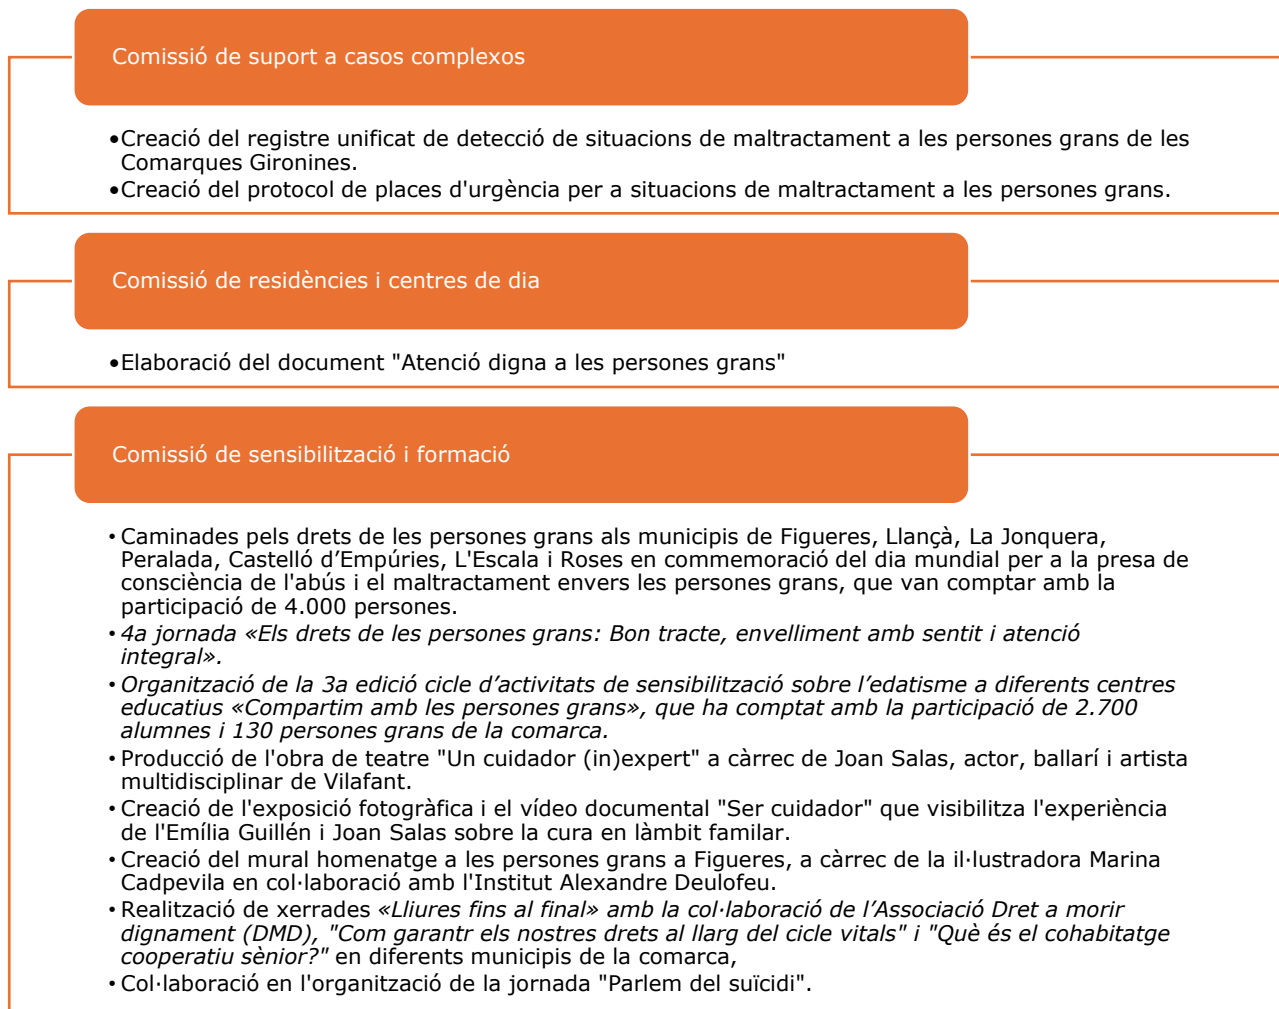 Comissió de suport a casos complexos
•Creació del registre unificat de detecció de situacions de maltractament a les persones grans de les
Comarques Gironines.
•Creació del protocol de places d'urgència per a situacions de maltractament a les persones grans.
Comissió de residències i centres de dia
•Elaboració del document "Atenció digna a les persones grans"
Comissió de sensibilització i formació
•Caminades pels drets de les persones grans als municipis de Figueres, Llançà, La Jonquera,
Peralada, Castelló d’Empúries, L'Escala i Roses en commemoració del dia mundial per a la presa de
consciència de l'abús i el maltractament envers les persones grans, que van comptar amb la
participació de 4.000 persones.
•4a jornada «Els drets de les persones grans: Bon tracte, envelliment amb sentit i atenció
integral».
•Organització de la 3a edició cicle d’activitats de sensibilització sobre l’edatisme a diferents centres
educatius «Compartim amb les persones grans», que ha comptat amb la participació de 2.700
alumnes i 130 persones grans de la comarca.
•Producció de l'obra de teatre "Un cuidador (in)expert" a càrrec de Joan Salas, actor, ballarí i artista
multidisciplinar de Vilafant.
•Creació de l'exposició fotogràfica i el vídeo documental "Ser cuidador" que visibilitza l'experiència
de l'Emília Guillén i Joan Salas sobre la cura en làmbit familar.
•Creació del mural homenatge a les persones grans a Figueres, a càrrec de la il·lustradora Marina
Cadpevila en col·laboració amb l'Institut Alexandre Deulofeu.
•Realització de xerrades «Lliures fins al final» amb la col·laboració de l’Associació Dret a morir
dignament (DMD), "Com garantr els nostres drets al llarg del cicle vitals" i "Què és el cohabitatge
cooperatiu sènior?" en diferents municipis de la comarca,
•Col·laboració en l'organització de la jornada "Parlem del suïcidi".